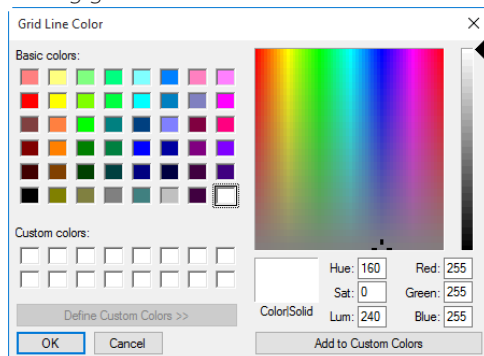 Grid Line Color
Basic colors:
Custom colors:
Define Custom Colors >>
OK Cancel
Color|Solid
Hue: 160 Red: 255
Sat: 0 Green: 255
Lum: 240 Blue: 255
Add to Custom Colors